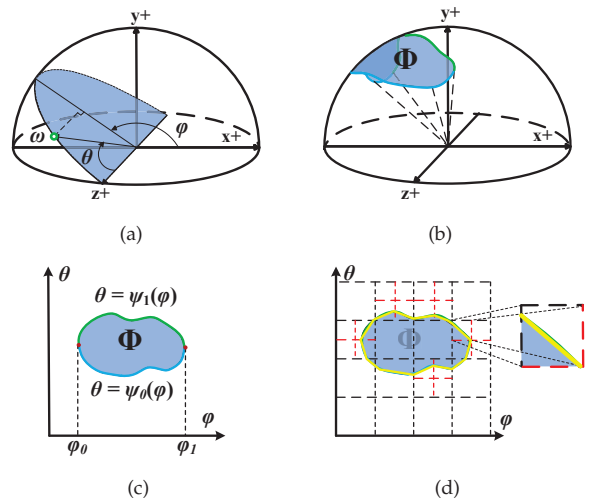 y+
φ
x+
ω
θ
z+
(a)
y+
Φ
x+
z+
(b)
θ
θ = ψ₁(φ)
Φ
θ = ψ₀(φ)
φ
φ₀
φ₁
(c)
θ
Φ
φ
(d)